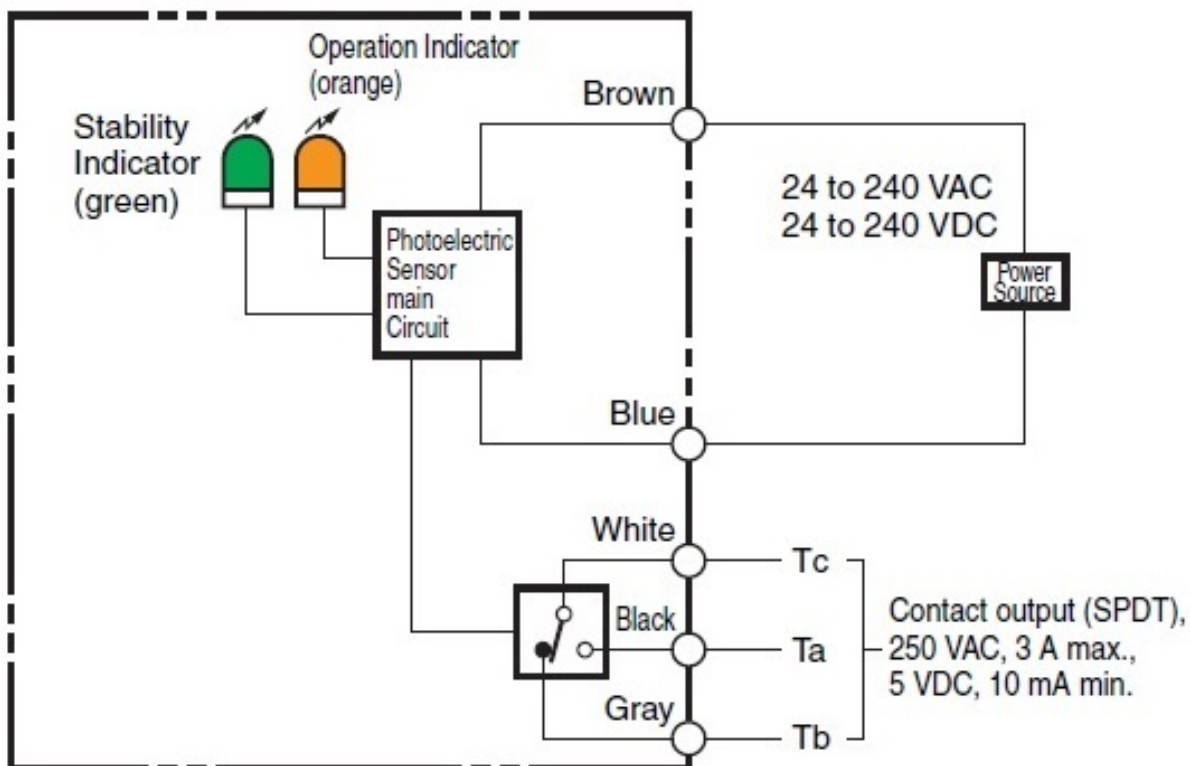 Operation Indicator
(orange)
Stability
Indicator
(green)
Brown
24 to 240 VAC
24 to 240 VDC
Power
Source
Photoelectric
Sensor
main
Circuit
Blue
White
Tc
Black
Ta
Contact output (SPDT),
250 VAC, 3 A max.,
5 VDC, 10 mA min.
Gray
Tb